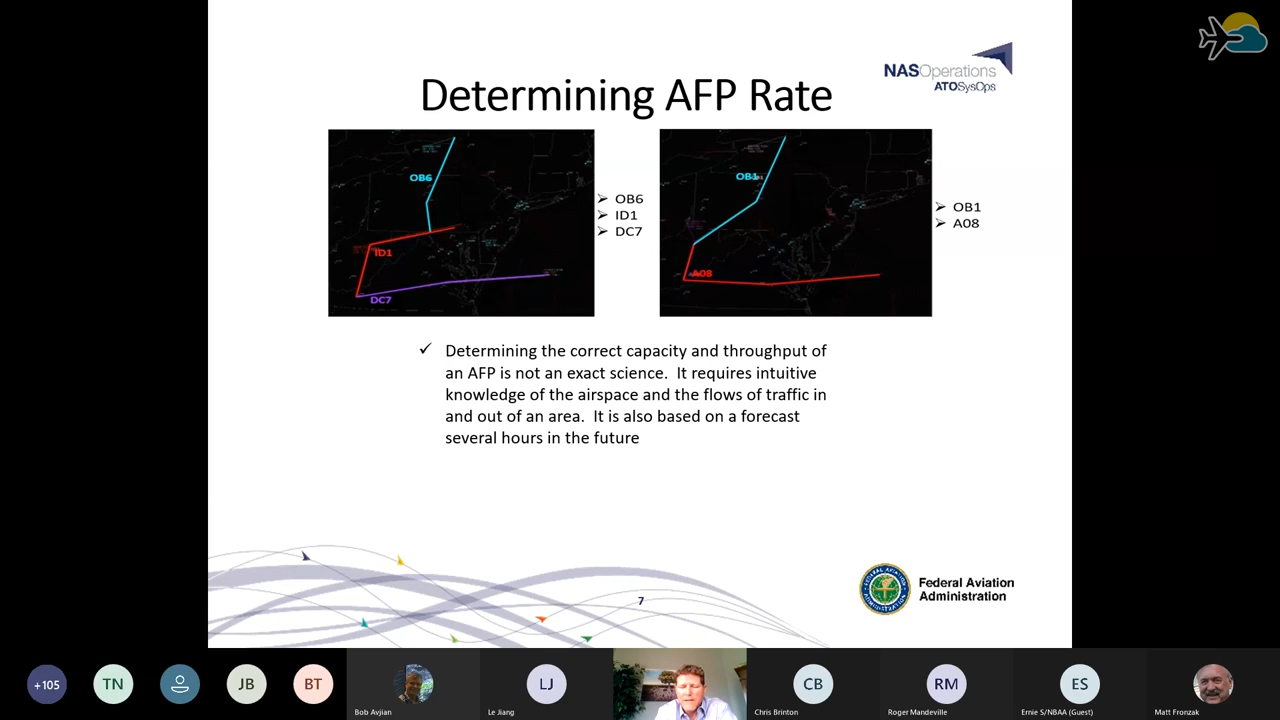 NASOperations
ATOSysOps
Determining AFP Rate
OB6
ID1
DC7
➢ OB6
➢ ID1
➢ DC7
OB1
A08
➢ OB1
➢ A08
✓ Determining the correct capacity and throughput of
an AFP is not an exact science. It requires intuitive
knowledge of the airspace and the flows of traffic in
and out of an area. It is also based on a forecast
several hours in the future
7
FEDERAL AVIATION
ADMINISTRATION
Federal Aviation
Administration
+105
TN
JB
BT
Bob Avjian
LJ
Le Jiang
CB
Chris Brinton
RM
Roger Mandeville
ES
Ernie S/NBAA (Guest)
Matt Fronzak